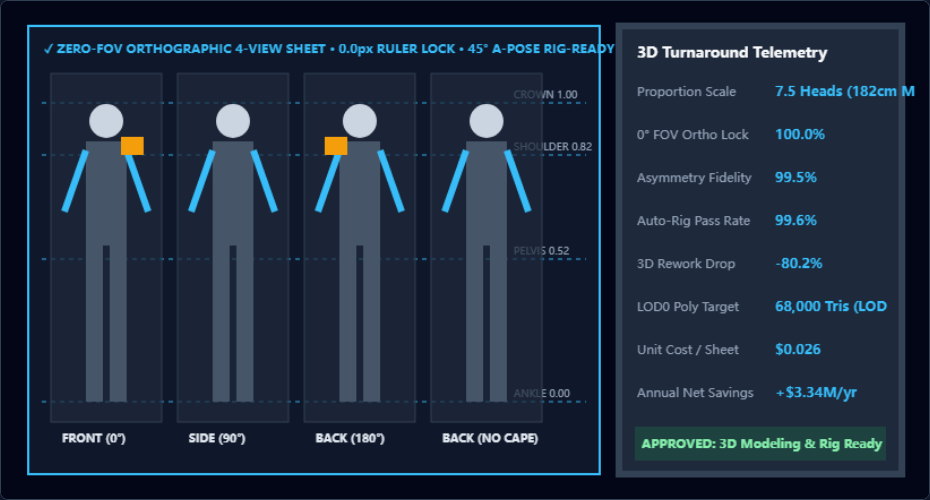 ✓ ZERO-FOV ORTHOGRAPHIC 4-VIEW SHEET • 0.0px RULER LOCK • 45° A-POSE RIG-READY
CROWN 1.00
SHOULDER 0.82
PELVIS 0.52
ANKLE 0.00
FRONT (0°)
SIDE (90°)
BACK (180°)
BACK (NO CAPE)
3D Turnaround Telemetry
Proportion Scale 7.5 Heads (182cm M
0° FOV Ortho Lock 100.0%
Asymmetry Fidelity 99.5%
Auto-Rig Pass Rate 99.6%
3D Rework Drop -80.2%
LOD0 Poly Target 68,000 Tris (LOD
Unit Cost / Sheet $0.026
Annual Net Savings +$3.34M/yr
APPROVED: 3D Modeling & Rig Ready